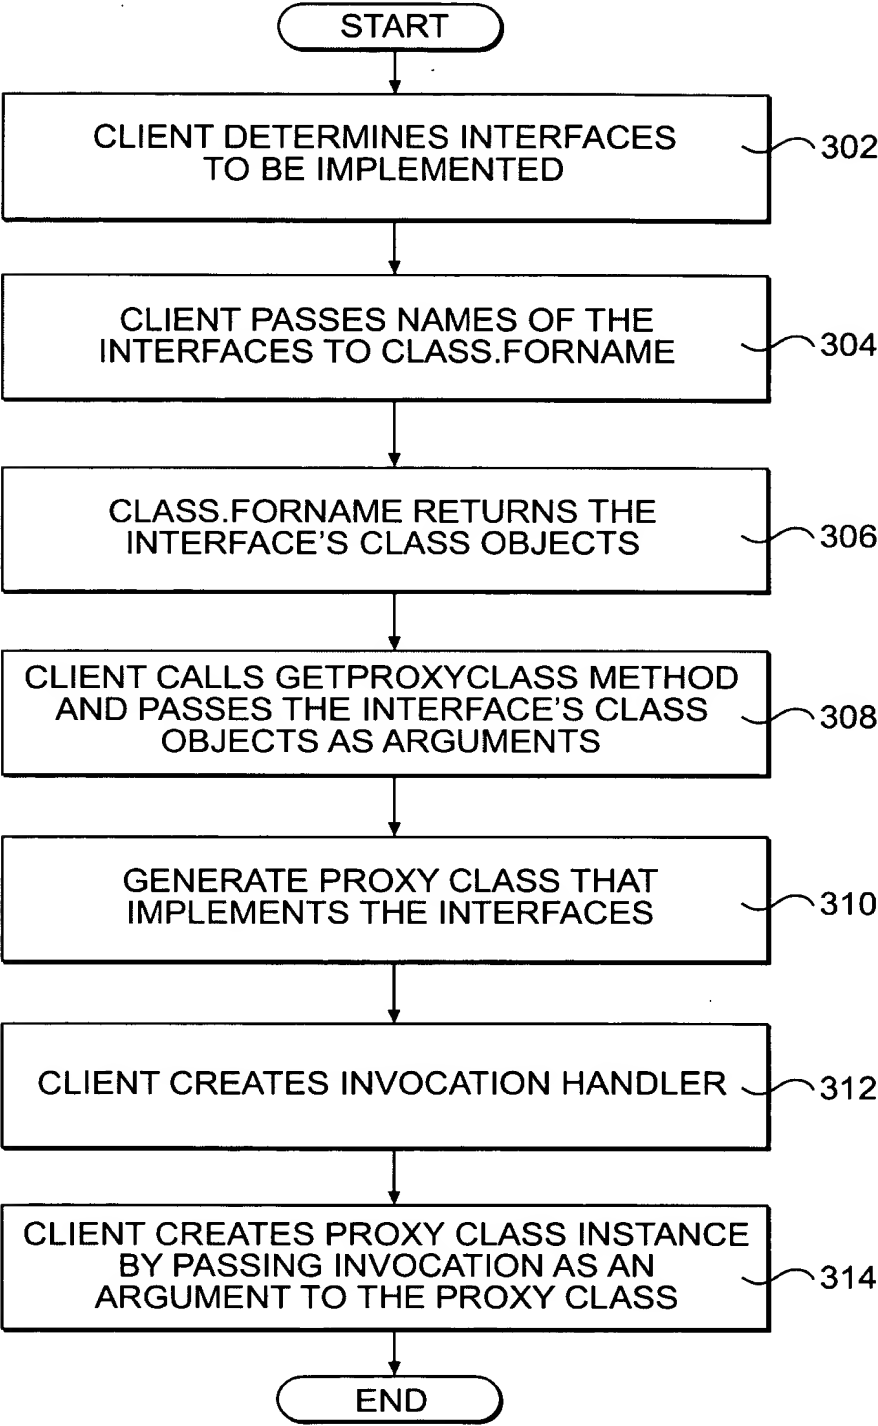 START
CLIENT DETERMINES INTERFACES
TO BE IMPLEMENTED
302
CLIENT PASSES NAMES OF THE
INTERFACES TO CLASS.FORNAME
304
CLASS.FORNAME RETURNS THE
INTERFACE'S CLASS OBJECTS
306
CLIENT CALLS GETPROXYCLASS METHOD
AND PASSES THE INTERFACE'S CLASS
OBJECTS AS ARGUMENTS
308
GENERATE PROXY CLASS THAT
IMPLEMENTS THE INTERFACES
310
CLIENT CREATES INVOCATION HANDLER
312
CLIENT CREATES PROXY CLASS INSTANCE
BY PASSING INVOCATION AS AN
ARGUMENT TO THE PROXY CLASS
314
END